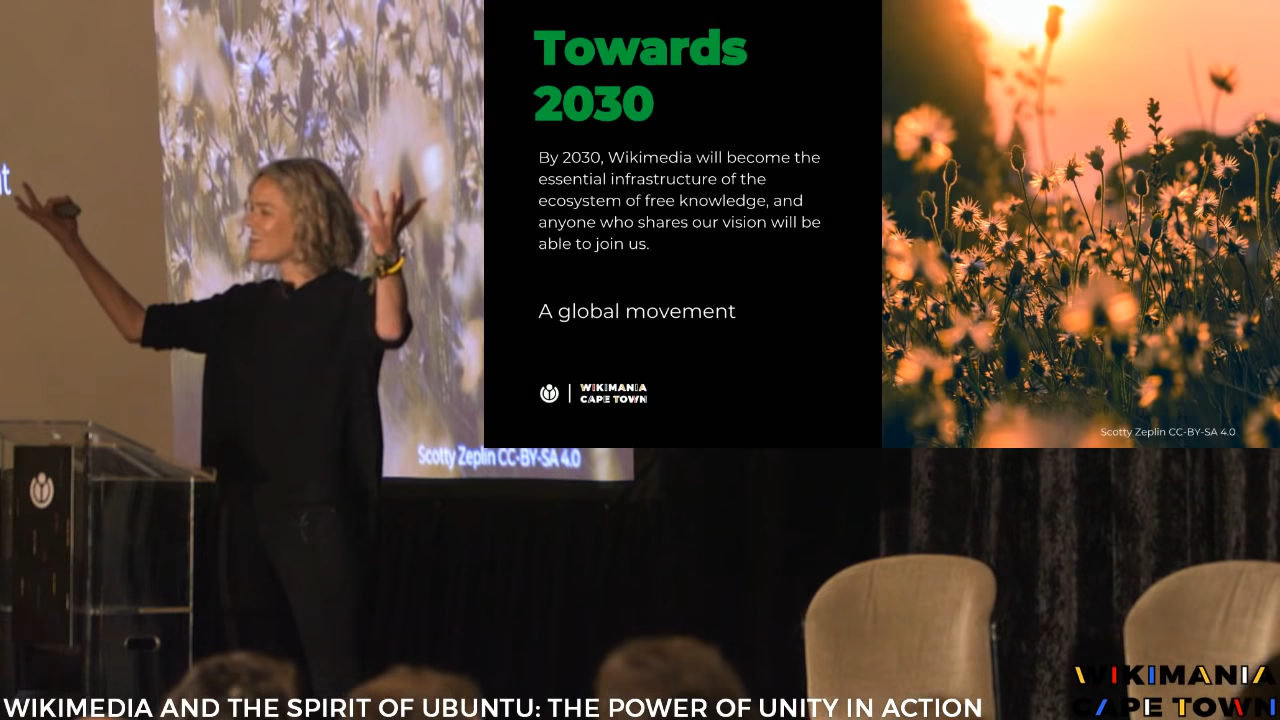 Towards
2030
By 2030, Wikimedia will become the
essential infrastructure of the
ecosystem of free knowledge, and
anyone who shares our vision will be
able to join us.
A global movement
WIKIMANIA
CAPE TOWN
Scotty Zeplin CC-BY-SA 4.0
Scotty Zeplin CC-BY-SA 4.0
WIKIMEDIA AND THE SPIRIT OF UBUNTU: THE POWER OF UNITY IN ACTION
WIKIMANIA
CAPE TOWN